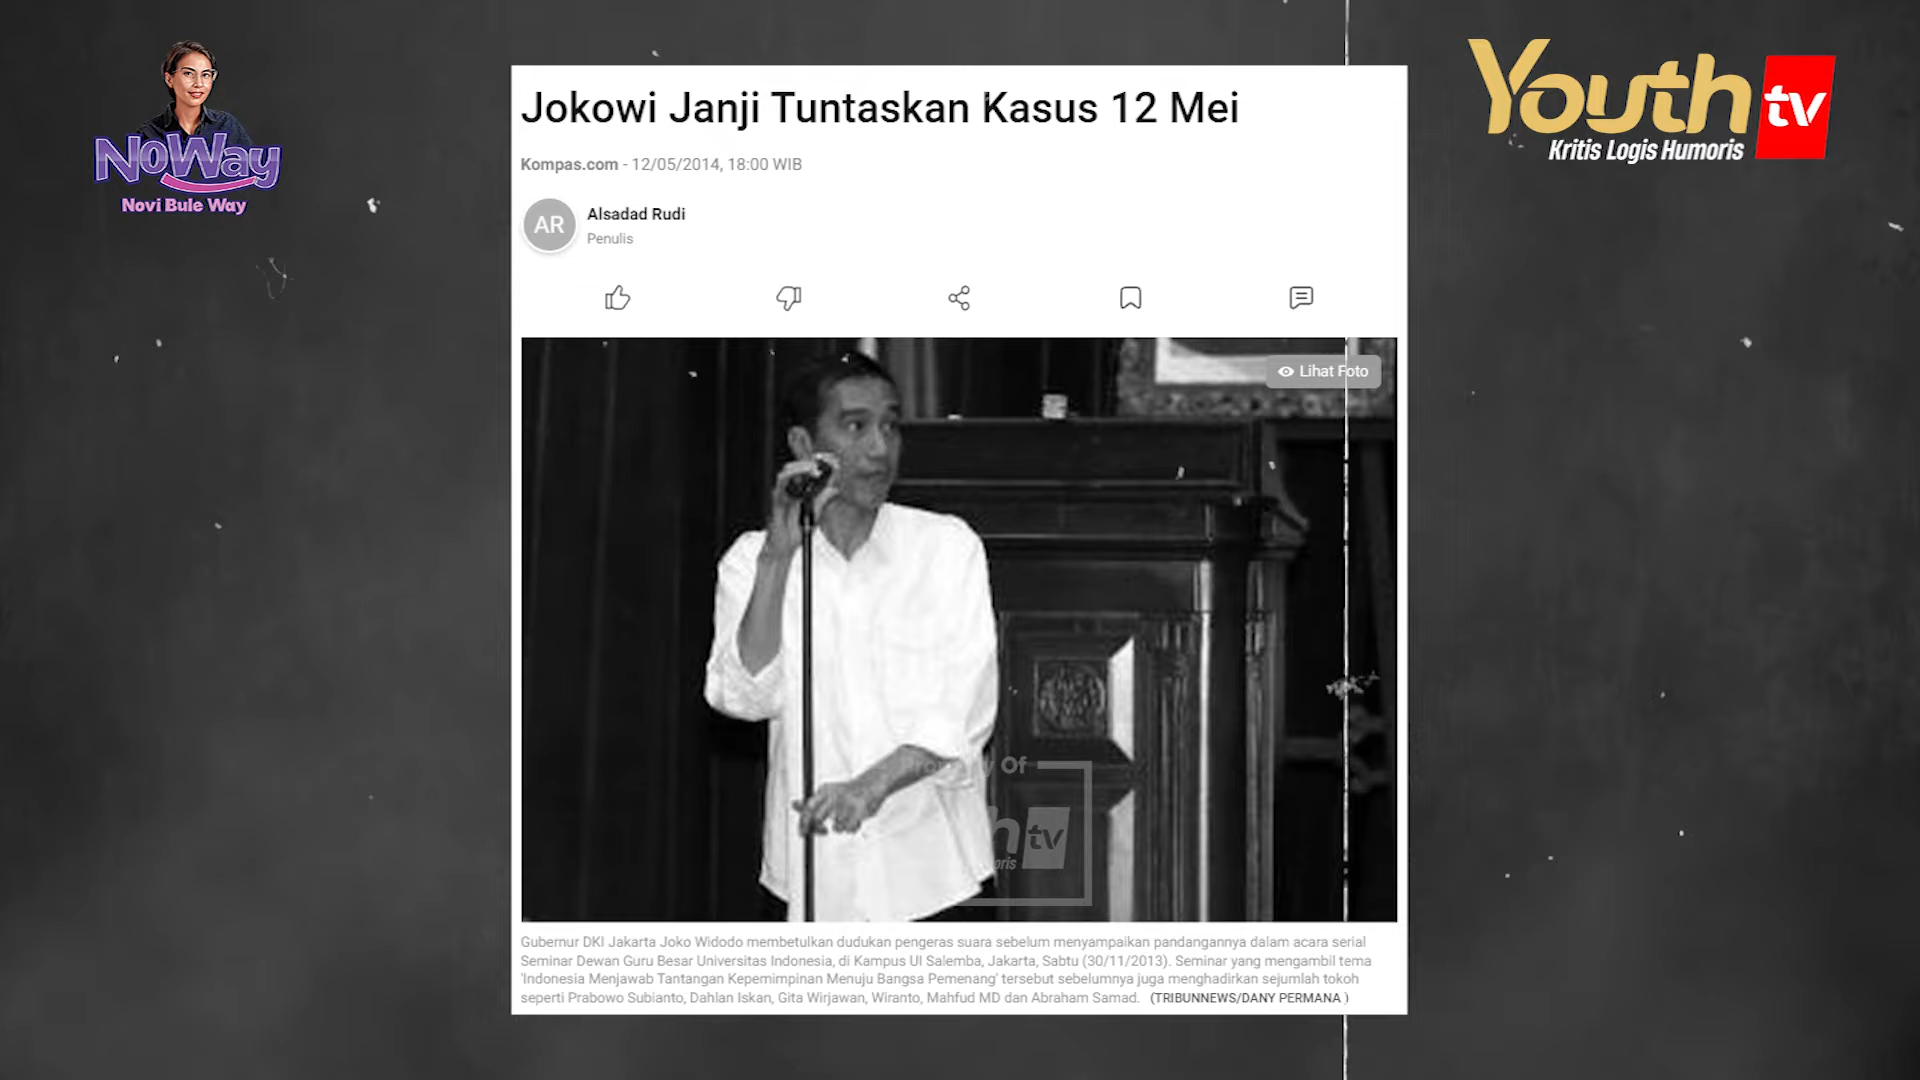 NoWay
Novi Bule Way
Youth tv
Kritis Logis Humoris
Jokowi Janji Tuntaskan Kasus 12 Mei
Kompas.com - 12/05/2014, 18:00 WIB
AR
Alsadad Rudi
Penulis
Lihat Foto
Of
tv
Gubernur DKI Jakarta Joko Widodo membetulkan dudukan pengeras suara sebelum menyampaikan pandangannya dalam acara serial
Seminar Dewan Guru Besar Universitas Indonesia, di Kampus UI Salemba, Jakarta, Sabtu (30/11/2013). Seminar yang mengambil tema
'Indonesia Menjawab Tantangan Kepemimpinan Menuju Bangsa Pemenang' tersebut sebelumnya juga menghadirkan sejumlah tokoh
seperti Prabowo Subianto, Dahlan Iskan, Gita Wirjawan, Wiranto, Mahfud MD dan Abraham Samad. (TRIBUNNEWS/DANY PERMANA )